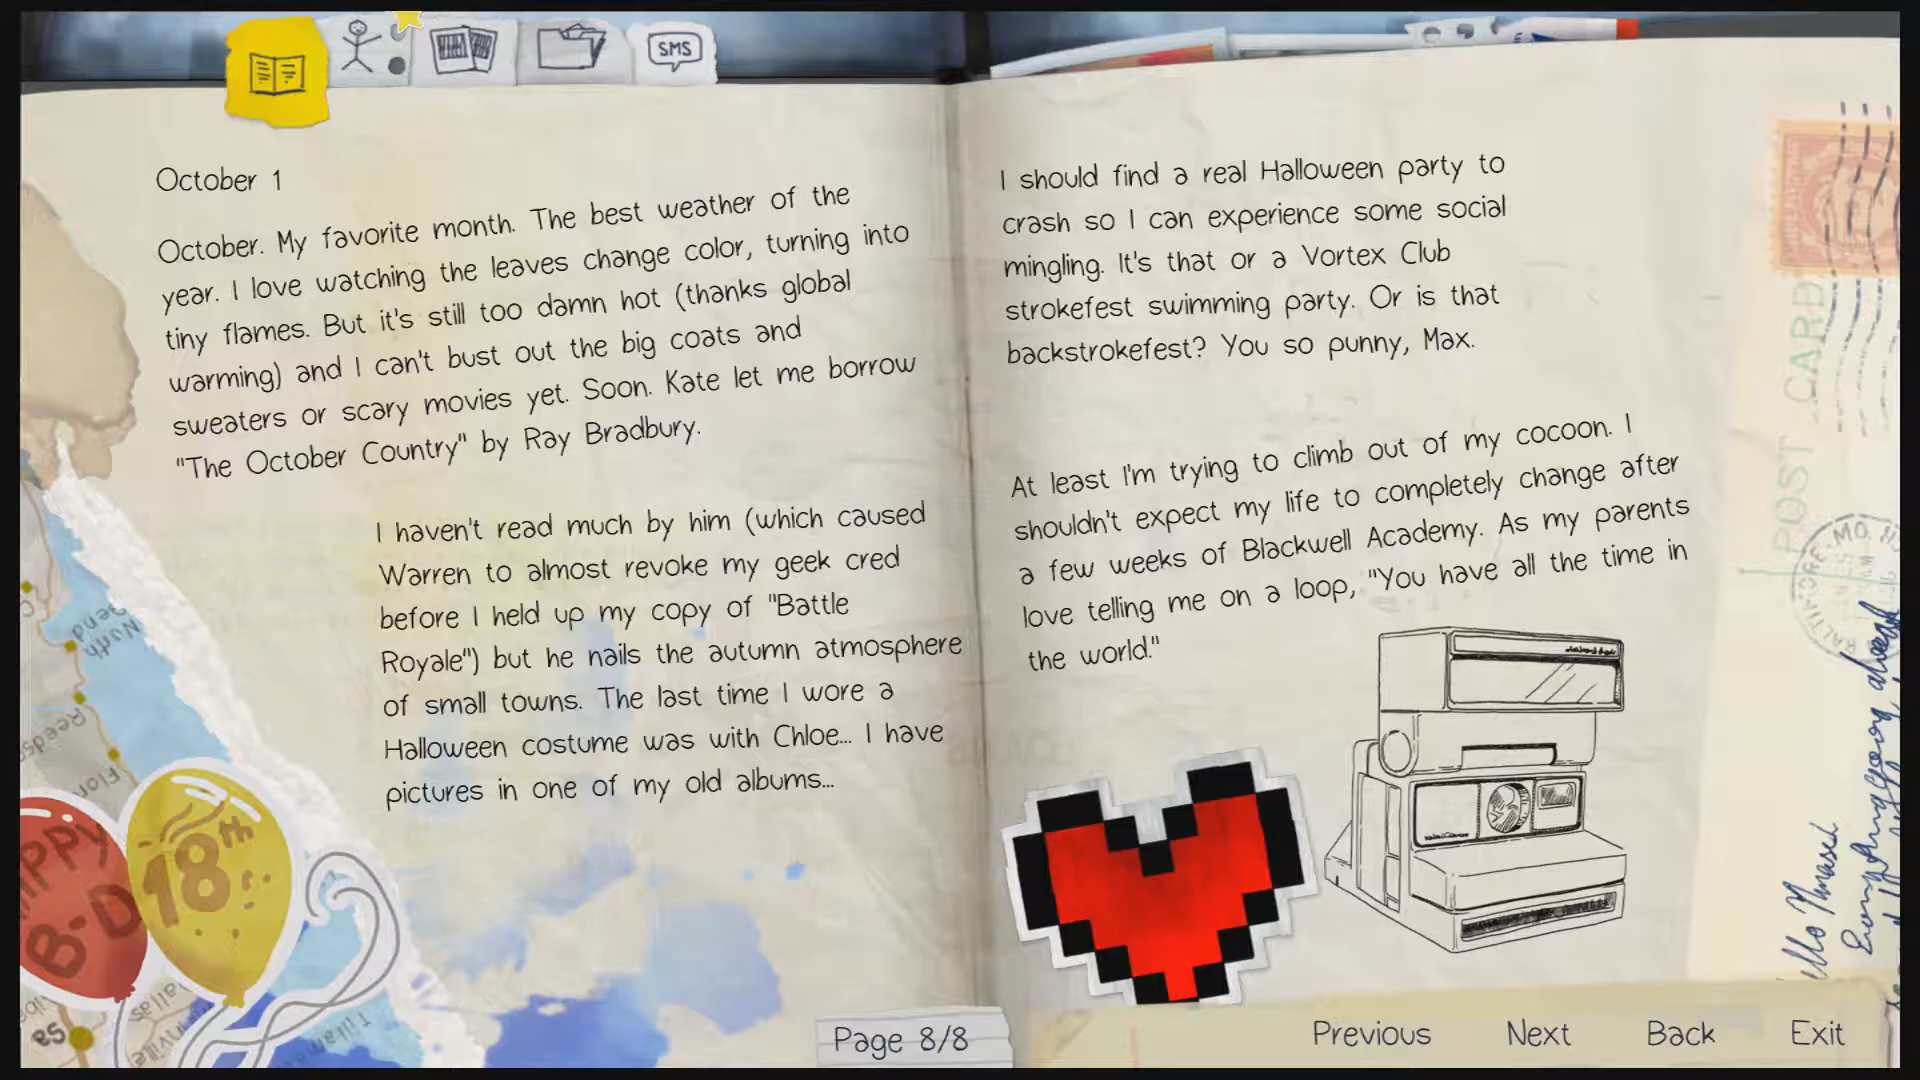 SMS
October 1
October. My favorite month. The best weather of the
year. I love watching the leaves change color, turning into
tiny flames. But it's still too damn hot (thanks global
warming) and I can't bust out the big coats and
sweaters or scary movies yet. Soon. Kate let me borrow
"The October Country" by Ray Bradbury.
I haven't read much by him (which caused
Warren to almost revoke my geek cred
before I held up my copy of "Battle
Royale") but he nails the autumn atmosphere
of small towns. The last time I wore a
Halloween costume was with Chloe... I have
pictures in one of my old albums...
I should find a real Halloween party to
crash so I can experience some social
mingling. It's that or a Vortex Club
strokefest swimming party. Or is that
backstrokefest? You so punny, Max.
At least I'm trying to climb out of my cocoon. I
shouldn't expect my life to completely change after
a few weeks of Blackwell Academy. As my parents
love telling me on a loop, "You have all the time in
the world."
North
Bend
Reeds
Flor
B-D
18th
POST CARD
Page 8/8
Previous
Next
Back
Exit